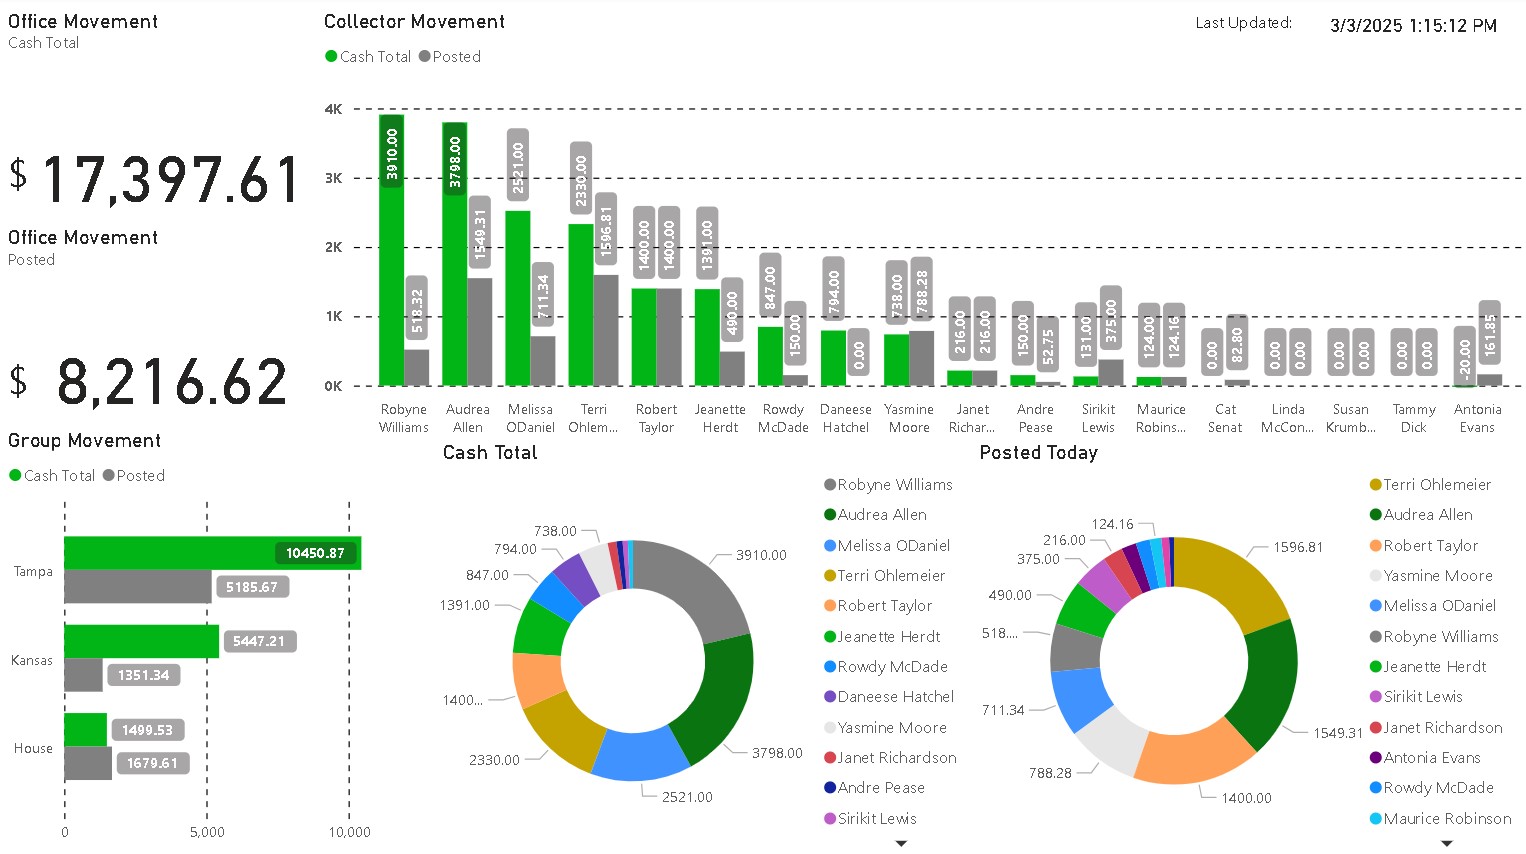 Office Movement
Cash Total
$ 17,397.61
Office Movement
Posted
$ 8,216.62
Collector Movement
Cash Total Posted
Last Updated: 3/3/2025 1:15:12 PM
4K
3K
2K
1K
0K
3910.00 518.32
3798.00 1549.31
2521.00 711.34
2330.00 1596.81
1400.00 1400.00
1391.00 490.00
847.00 150.00
794.00 0.00
738.00 788.28
216.00 216.00
150.00 52.75
131.00 375.00
124.00 124.16
0.00 82.80
0.00 0.00
0.00 0.00
0.00 0.00
-20.00 161.85
Robyne Williams
Audrea Allen
Melissa ODaniel
Terri Ohlem...
Robert Taylor
Jeanette Herdt
Rowdy McDade
Daneese Hatchel
Yasmine Moore
Janet Richar...
Andre Pease
Sirikit Lewis
Maurice Robins...
Cat Senat
Linda McCon...
Susan Krumb...
Tammy Dick
Antonia Evans
Group Movement
Cash Total Posted
Tampa
10450.87
5185.67
Kansas
5447.21
1351.34
House
1499.53
1679.61
0 5,000 10,000
Cash Total
3910.00
3798.00
2521.00
2330.00
1400...
1391.00
847.00
794.00
738.00
Robyne Williams
Audrea Allen
Melissa ODaniel
Terri Ohlemeier
Robert Taylor
Jeanette Herdt
Rowdy McDade
Daneese Hatchel
Yasmine Moore
Janet Richardson
Andre Pease
Sirikit Lewis
Posted Today
1596.81
1549.31
1400.00
788.28
711.34
518....
490.00
375.00
216.00
124.16
Terri Ohlemeier
Audrea Allen
Robert Taylor
Yasmine Moore
Melissa ODaniel
Robyne Williams
Jeanette Herdt
Sirikit Lewis
Janet Richardson
Antonia Evans
Rowdy McDade
Maurice Robinson